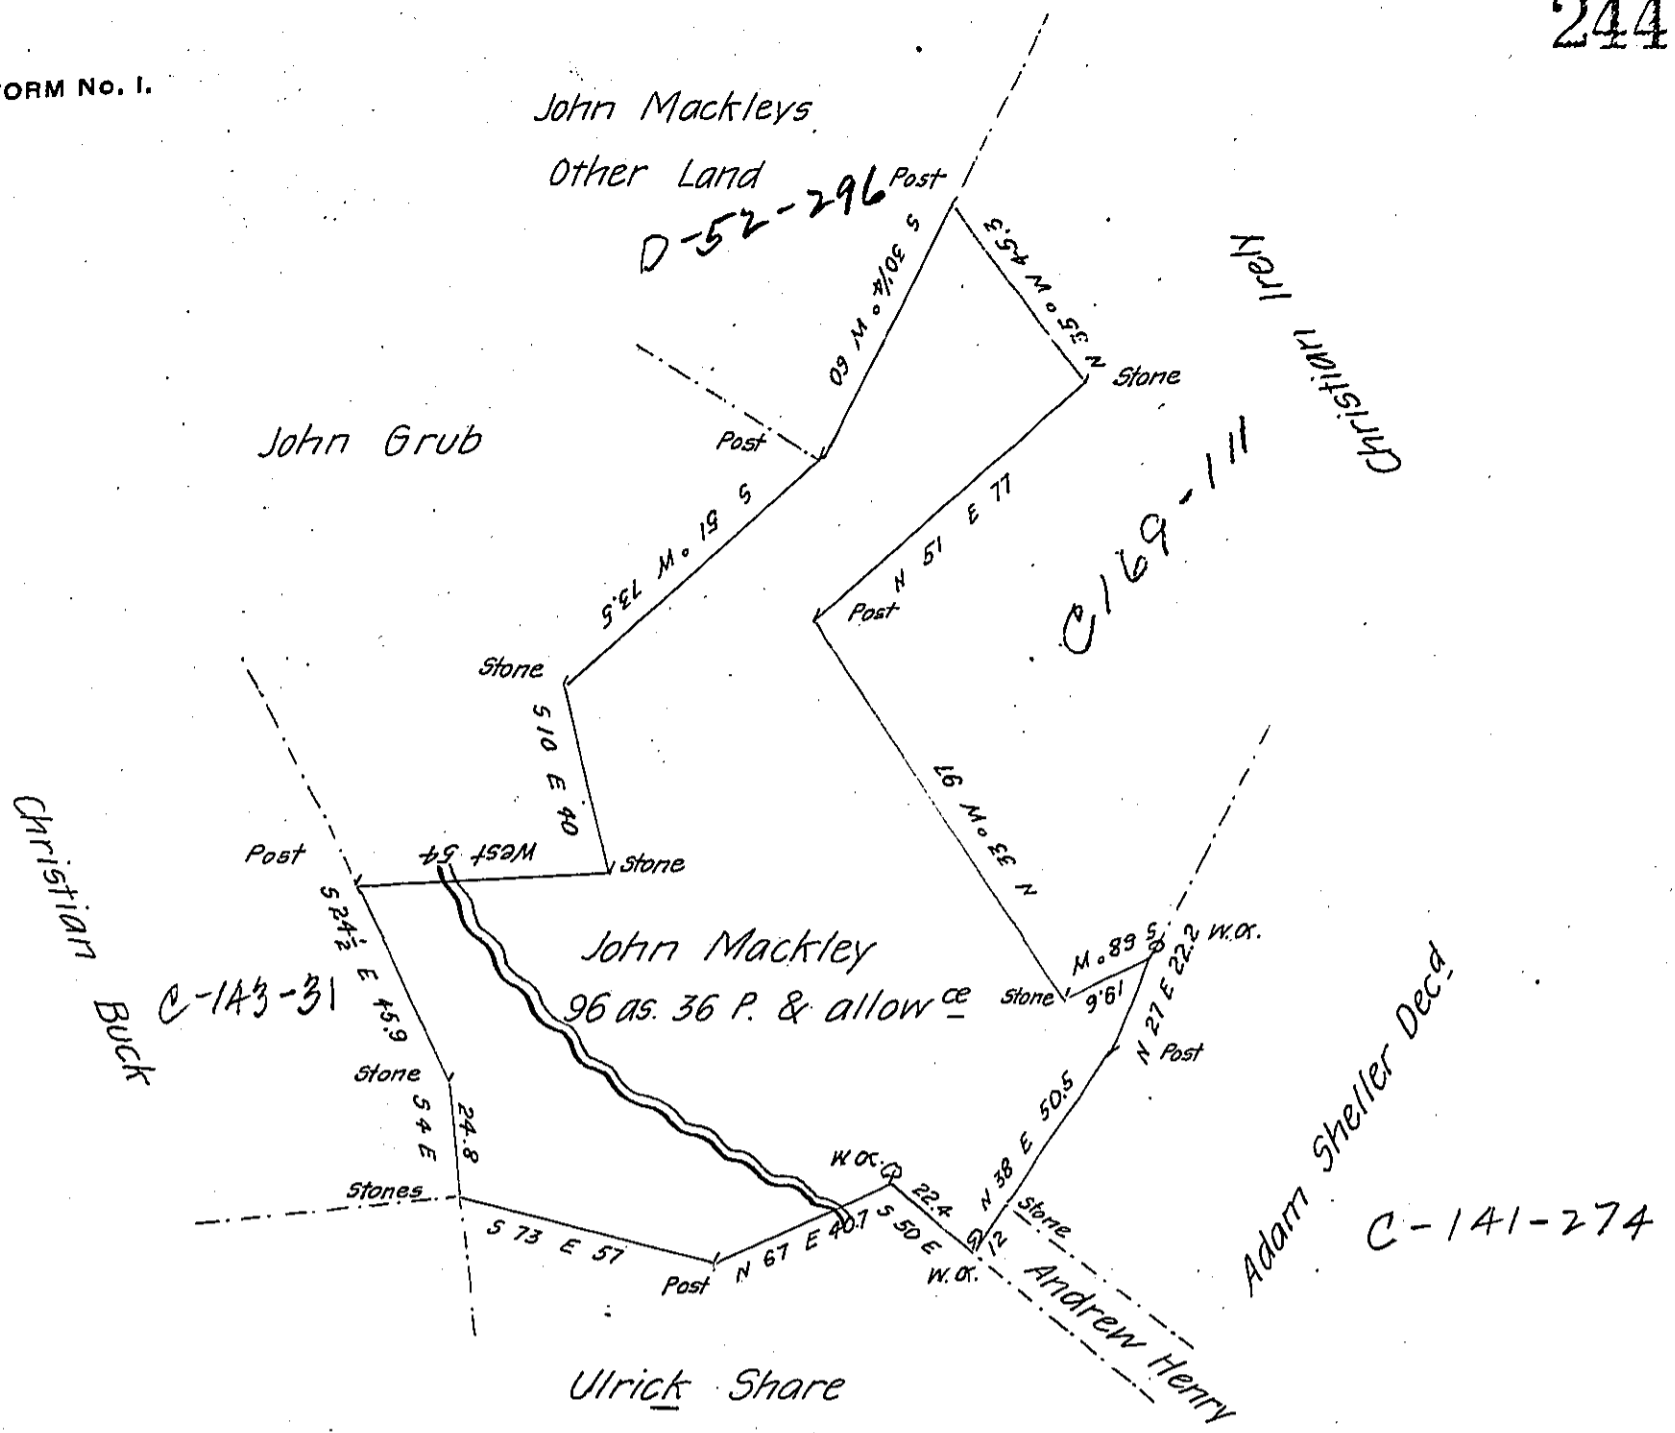 244
FORM No. 1.
John Mackleys
Other Land
D-52-296
Post
S 30¼° W 60
N 35° W 45.3
Stone
Christian Irely
John Grub
Post
S 51° W 73.5
N 51 E 77
Post
C169-111
Stone
S 10 E 40
N 33° W 97
Post
West 54
Stone
Christian Buck
S 24½ E 45.9
C-143-31
John Mackley
96 as. 36 P. & allow ce
Stone
S 68° W
19.6
W.O.
N 27 E 22.2
Post
Stone
S 4 E
24.8
N 38 E 50.5
Adam Sheller Decd
Stones
W.O.
22.4
S 50 E
Stone
12
S 73 E 57
N 67 E 40.7
Post
W.O.
Andrew Henry
C-141-274
Ulrick Share